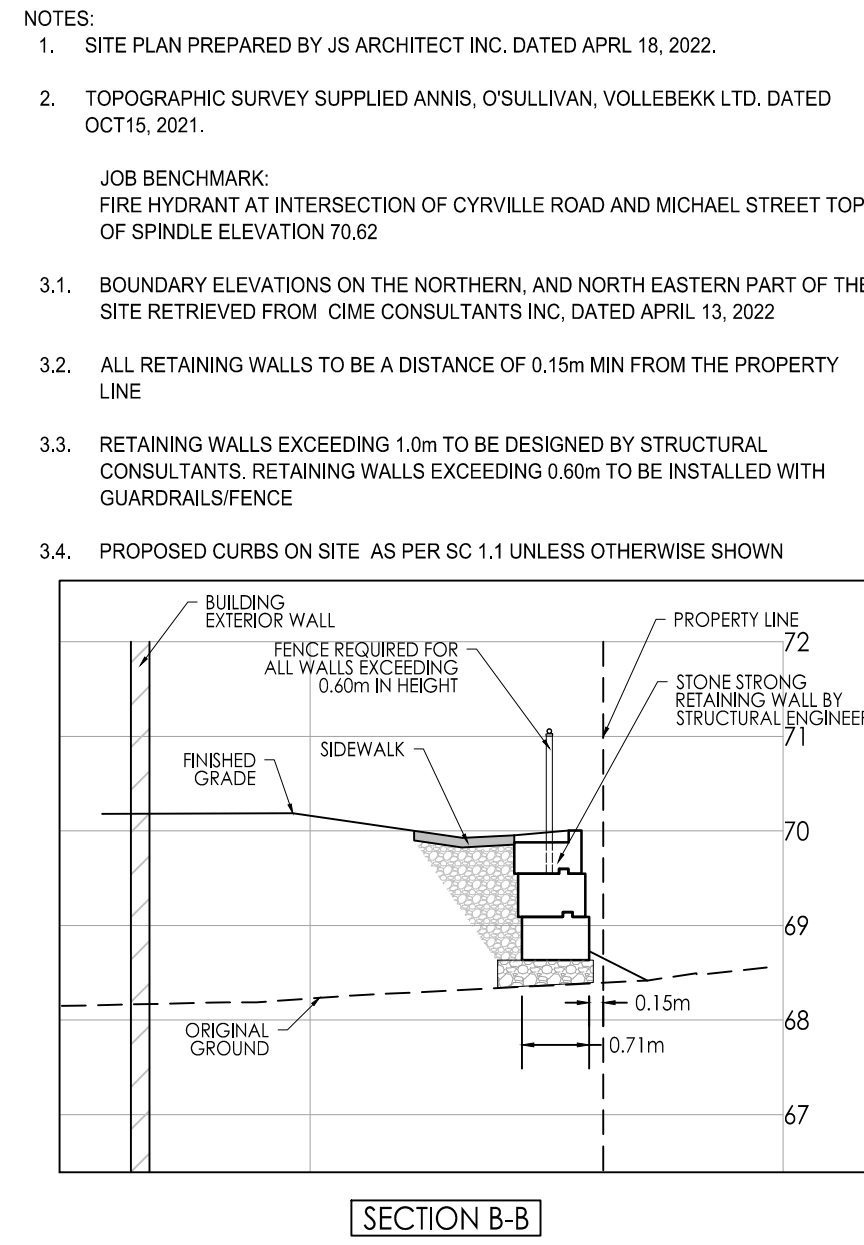 NOTES:
1. SITE PLAN PREPARED BY JS ARCHITECT INC. DATED APRL 18, 2022.
2. TOPOGRAPHIC SURVEY SUPPLIED ANNIS, O'SULLIVAN, VOLLEBEKK LTD. DATED
OCT15, 2021.
JOB BENCHMARK:
FIRE HYDRANT AT INTERSECTION OF CYRVILLE ROAD AND MICHAEL STREET TOP
OF SPINDLE ELEVATION 70.62
3.1. BOUNDARY ELEVATIONS ON THE NORTHERN, AND NORTH EASTERN PART OF THE
SITE RETRIEVED FROM CIME CONSULTANTS INC, DATED APRIL 13, 2022
3.2. ALL RETAINING WALLS TO BE A DISTANCE OF 0.15m MIN FROM THE PROPERTY
LINE
3.3. RETAINING WALLS EXCEEDING 1.0m TO BE DESIGNED BY STRUCTURAL
CONSULTANTS. RETAINING WALLS EXCEEDING 0.60m TO BE INSTALLED WITH
GUARDRAILS/FENCE
3.4. PROPOSED CURBS ON SITE AS PER SC 1.1 UNLESS OTHERWISE SHOWN
BUILDING
EXTERIOR WALL
PROPERTY LINE
72
FENCE REQUIRED FOR
ALL WALLS EXCEEDING
0.60m IN HEIGHT
STONE STRONG
RETAINING WALL BY
STRUCTURAL ENGINEER
71
SIDEWALK
FINISHED
GRADE
70
69
0.15m
68
ORIGINAL
GROUND
0.71m
67
SECTION B-B